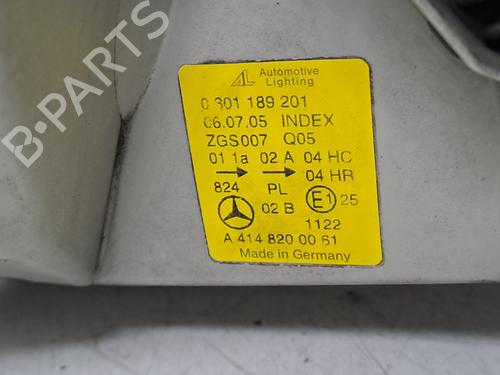 B-PARTS
AL Automotive
Lighting
0 301 189 201
06.07.05 INDEX
ZGS007 Q05
01 1a 02 A 04 HC
→ → 04 HR
824 PL
02 B E1 25
1122
A 414 820 00 61
Made in Germany